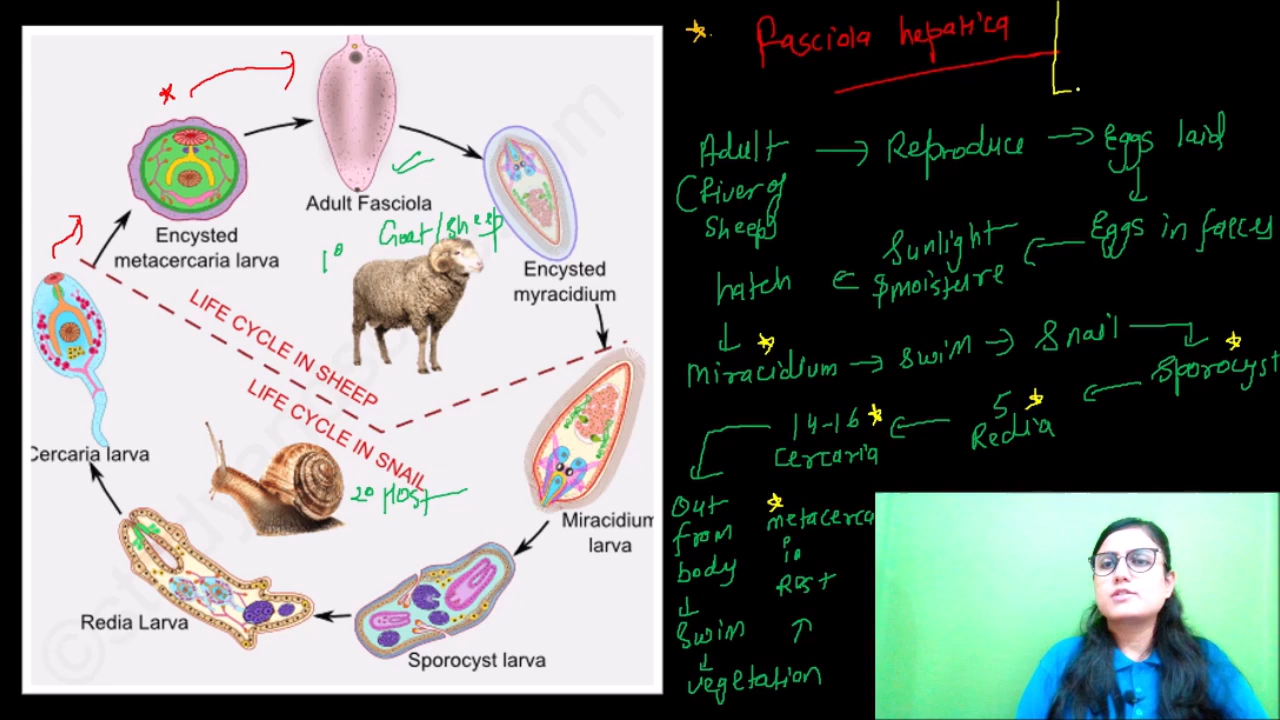 Fasciola hepatica
Adult Fasciola
Goat/Sheep
1°
Encysted
metacercaria larva
Encysted
myracidium
LIFE CYCLE IN SHEEP
LIFE CYCLE IN SNAIL
Cercaria larva
2° Host
Miracidium
larva
Redia Larva
Sporocyst larva
Adult → Reproduce → Eggs laid
(liver of
Sheep)
Eggs in faeces
Sunlight
$ moisture
hatch
Miracidium → Swim → Snail
Sporocyst
5
Redia
14-16
Cercaria
Out
from
body
Swim
vegetation
metacerca
Rest